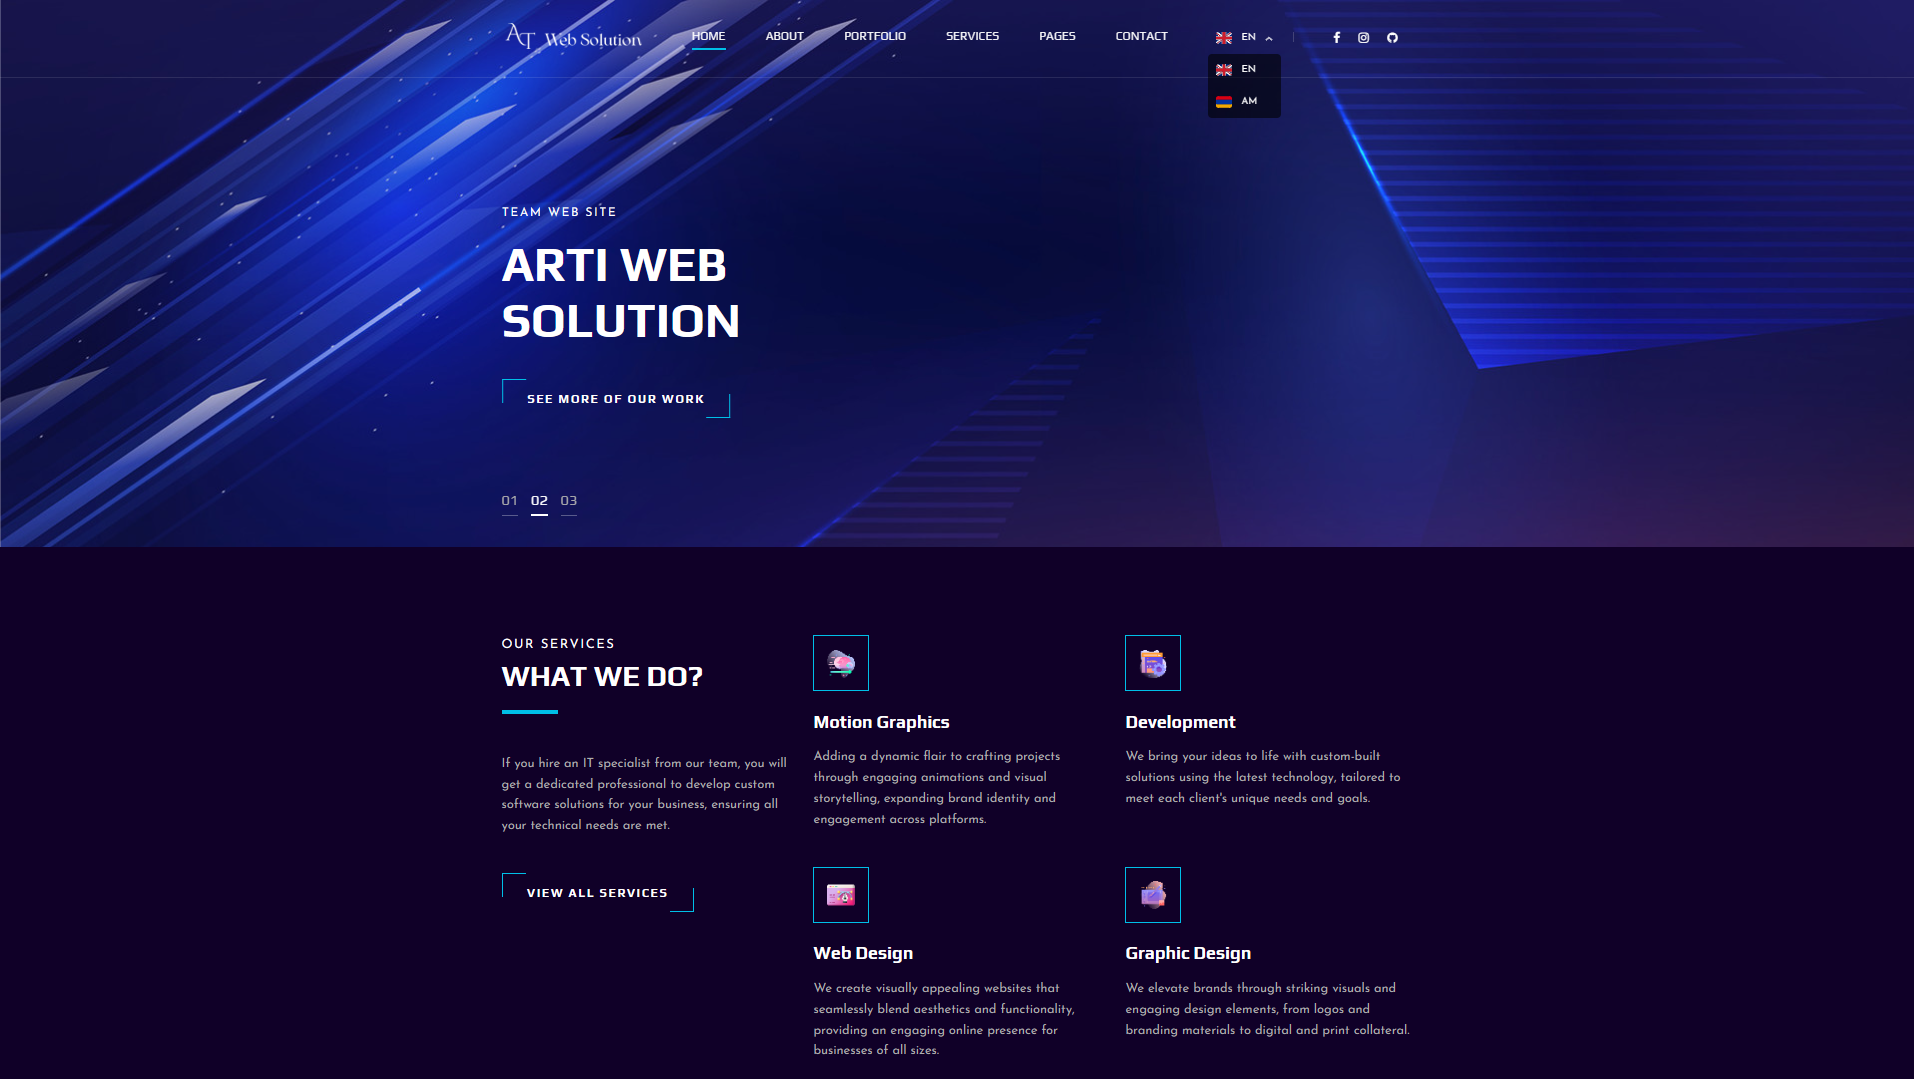 AT Web Solution
HOME
ABOUT
PORTFOLIO
SERVICES
PAGES
CONTACT
EN
EN
AM
TEAM WEB SITE
ARTI WEB
SOLUTION
SEE MORE OF OUR WORK
01 02 03
OUR SERVICES
WHAT WE DO?
If you hire an IT specialist from our team, you will
get a dedicated professional to develop custom
software solutions for your business, ensuring all
your technical needs are met.
VIEW ALL SERVICES
Motion Graphics
Adding a dynamic flair to crafting projects
through engaging animations and visual
storytelling, expanding brand identity and
engagement across platforms.
Development
We bring your ideas to life with custom-built
solutions using the latest technology, tailored to
meet each client's unique needs and goals.
Web Design
We create visually appealing websites that
seamlessly blend aesthetics and functionality,
providing an engaging online presence for
businesses of all sizes.
Graphic Design
We elevate brands through striking visuals and
engaging design elements, from logos and
branding materials to digital and print collateral.